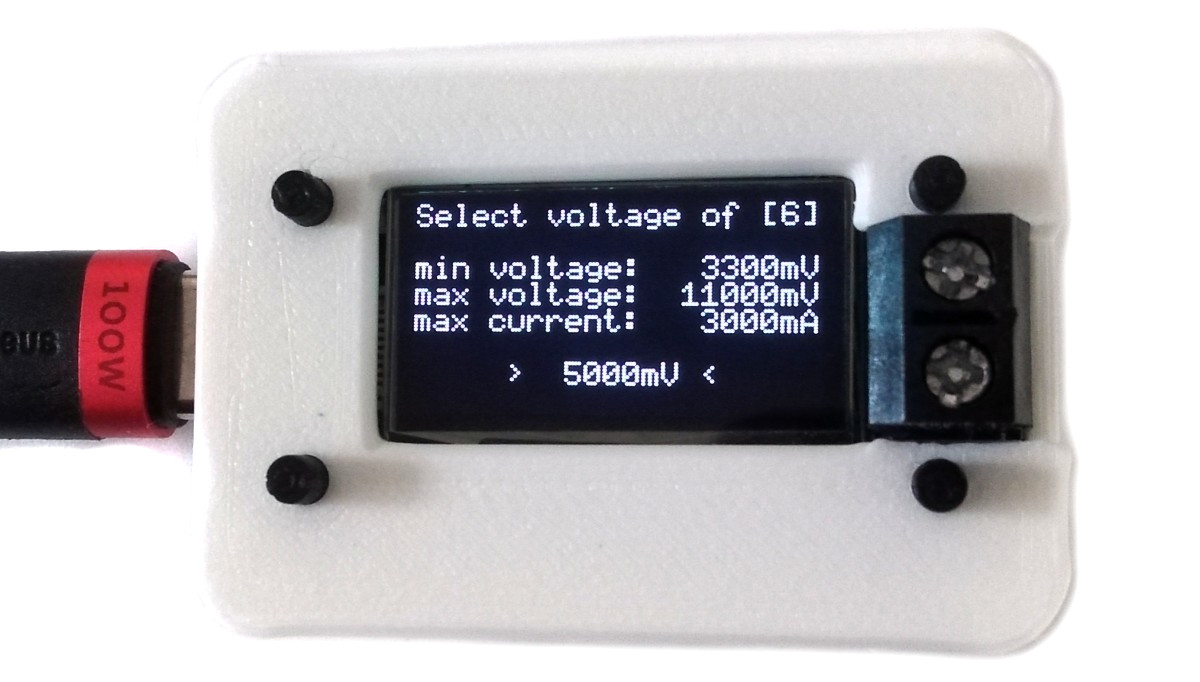 Select voltage of [6]
min voltage: 3300mV
max voltage: 11000mV
max current: 3000mA
> 5000mV <
100W